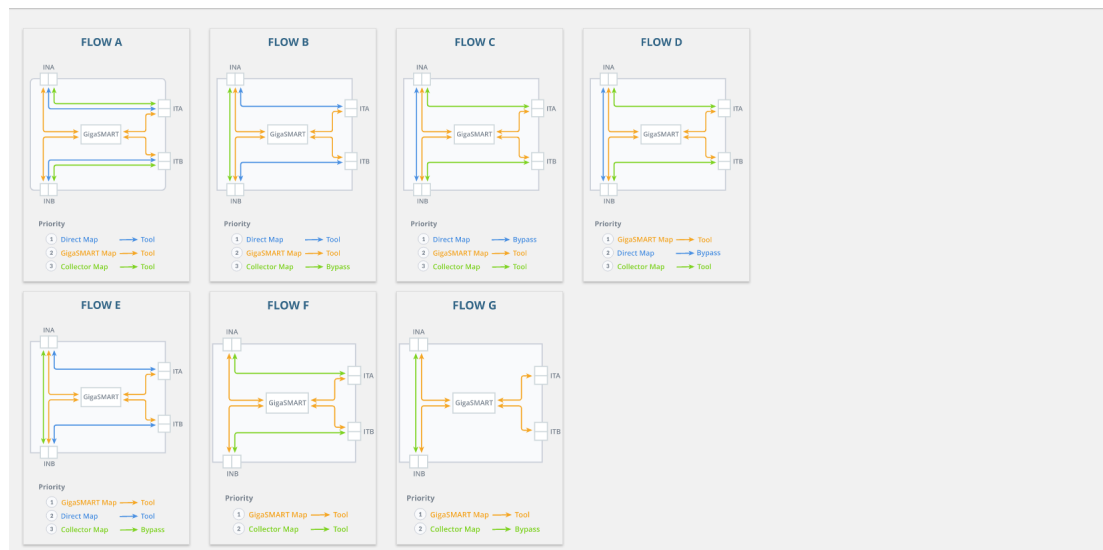 FLOW A
INA
ITA
GigaSMART
ITB
INB
Priority
1 Direct Map Tool
2 GigaSMART Map Tool
3 Collector Map Bypass
FLOW B
INA
ITA
GigaSMART
ITB
INB
Priority
1 Direct Map Tool
2 GigaSMART Map Tool
3 Collector Map Bypass
FLOW C
INA
ITA
GigaSMART
ITB
INB
Priority
1 Direct Map Bypass
2 GigaSMART Map Tool
3 Collector Map Tool
FLOW D
INA
ITA
GigaSMART
ITB
INB
Priority
1 GigaSMART Map Tool
2 Direct Map Bypass
3 Collector Map Tool
FLOW E
INA
ITA
GigaSMART
ITB
INB
Priority
1 GigaSMART Map Tool
2 Direct Map Tool
3 Collector Map Bypass
FLOW F
INA
ITA
GigaSMART
ITB
INB
Priority
1 GigaSMART Map Tool
2 Collector Map Tool
FLOW G
INA
ITA
GigaSMART
ITB
INB
Priority
1 GigaSMART Map Tool
2 Collector Map Bypass